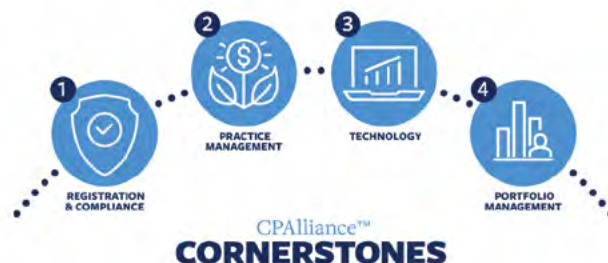 1
REGISTRATION
& COMPLIANCE
2
$
PRACTICE
MANAGEMENT
3
TECHNOLOGY
4
PORTFOLIO
MANAGEMENT
CPAlliance™
CORNERSTONES